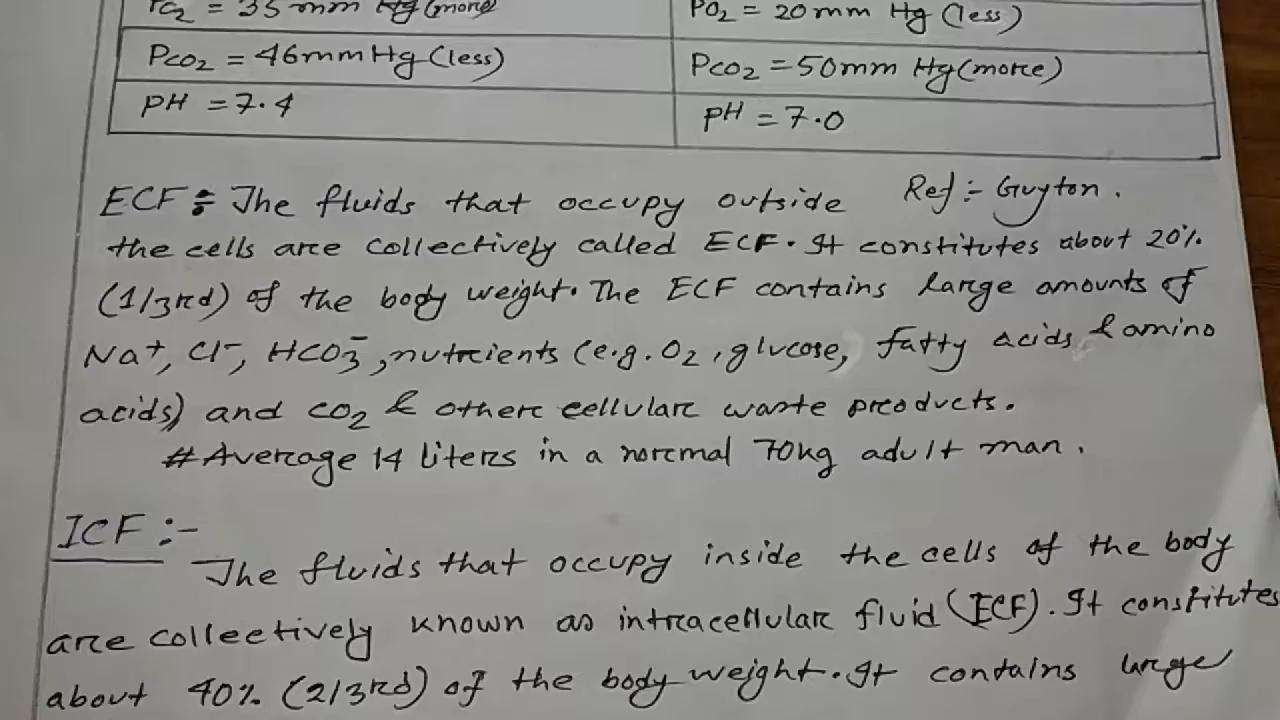 = 35 mm Hg (more)
PO2 = 20 mm Hg (less)
PCO2 = 46 mm Hg (less)
PCO2 = 50 mm Hg (more)
PH = 7.4
PH = 7.0
ECF :- The fluids that occupy outside
Ref :- Guyton.
the cells are collectively called ECF. It constitutes about 20%
(1/3rd) of the body weight. The ECF contains large amounts of
Na+, Cl-, HCO3-, nutrients (e.g. O2, glucose, fatty acids & amino
acids) and CO2 & other cellular waste products.
# Average 14 liters in a normal 70kg adult man.
ICF :-
The fluids that occupy inside the cells of the body
are collectively known as intracellular fluid (ICF). It constitutes
about 40% (2/3rd) of the body weight. It contains large